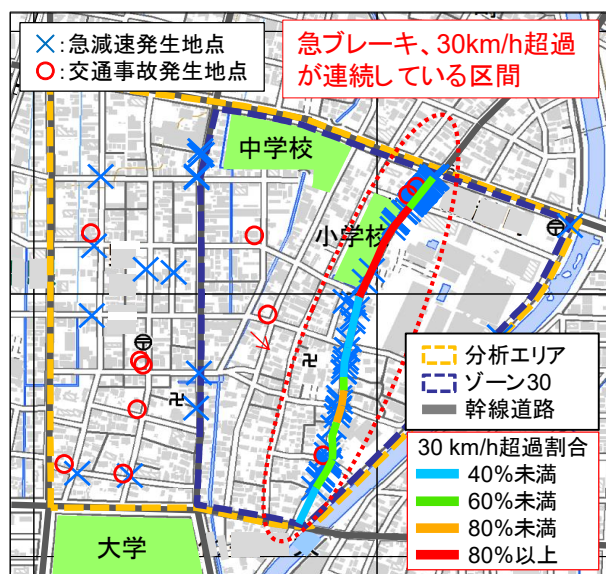 ×:急減速発生地点
○:交通事故発生地点
急ブレーキ、30km/h超過
が連続している区間
中学校
小学校
大学
分析エリア
ゾーン30
幹線道路
30 km/h超過割合
40%未満
60%未満
80%未満
80%以上